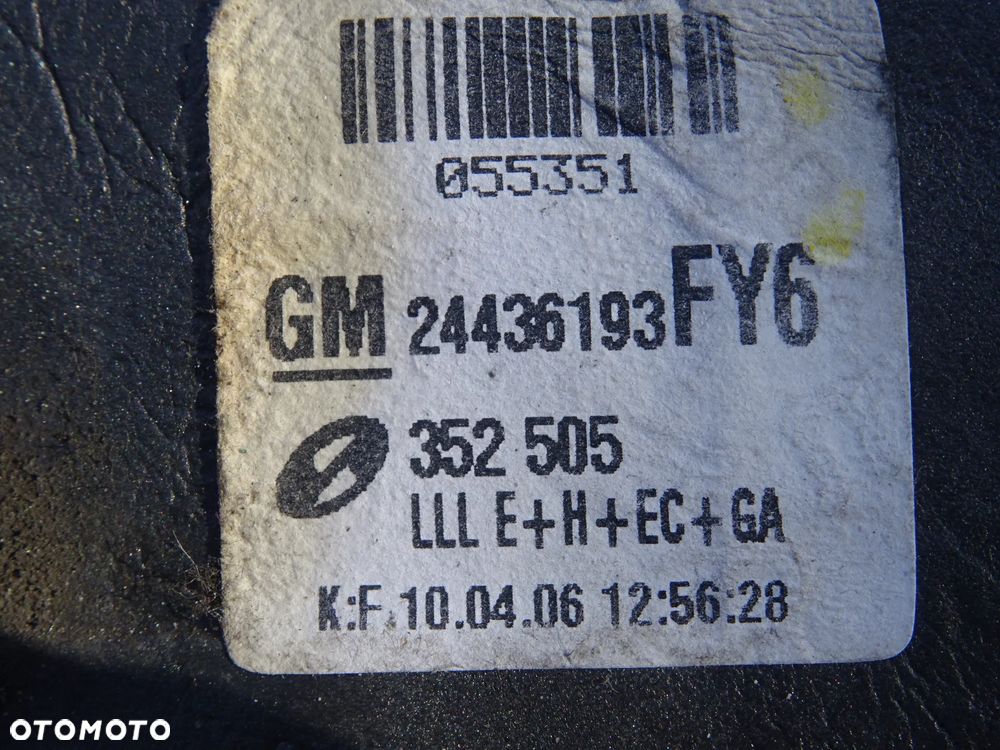 055351
GM 24436193 FY6
352 505
LLL E+H+EC+GA
K:F.10.04.06 12:56:28
OTOMOTO